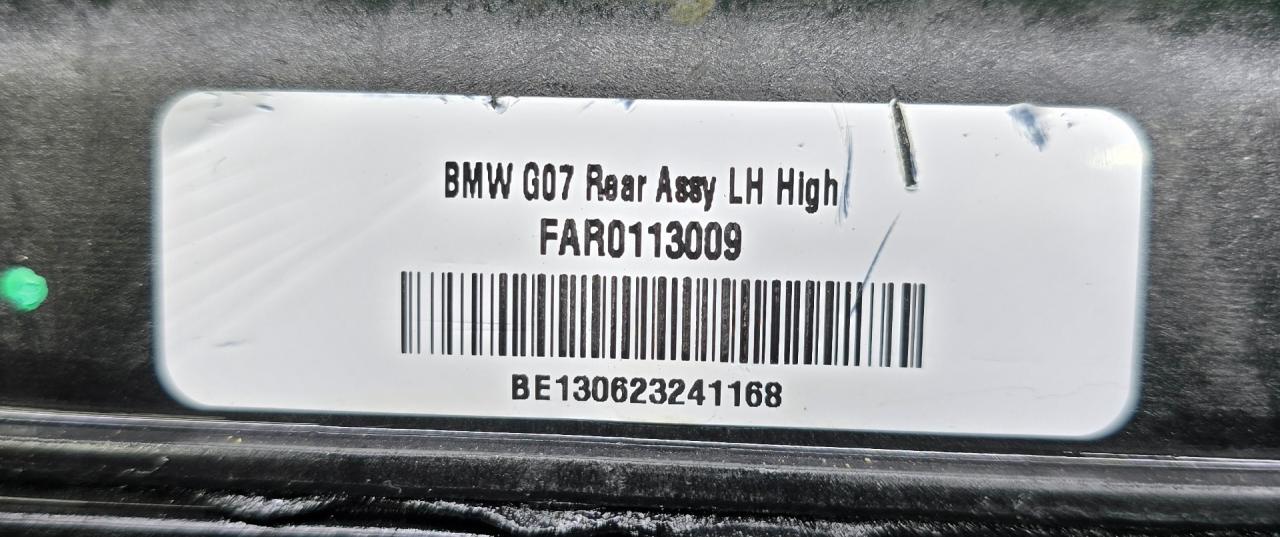 BMW G07 Rear Assy LH High
FAR0113009
BE130623241168